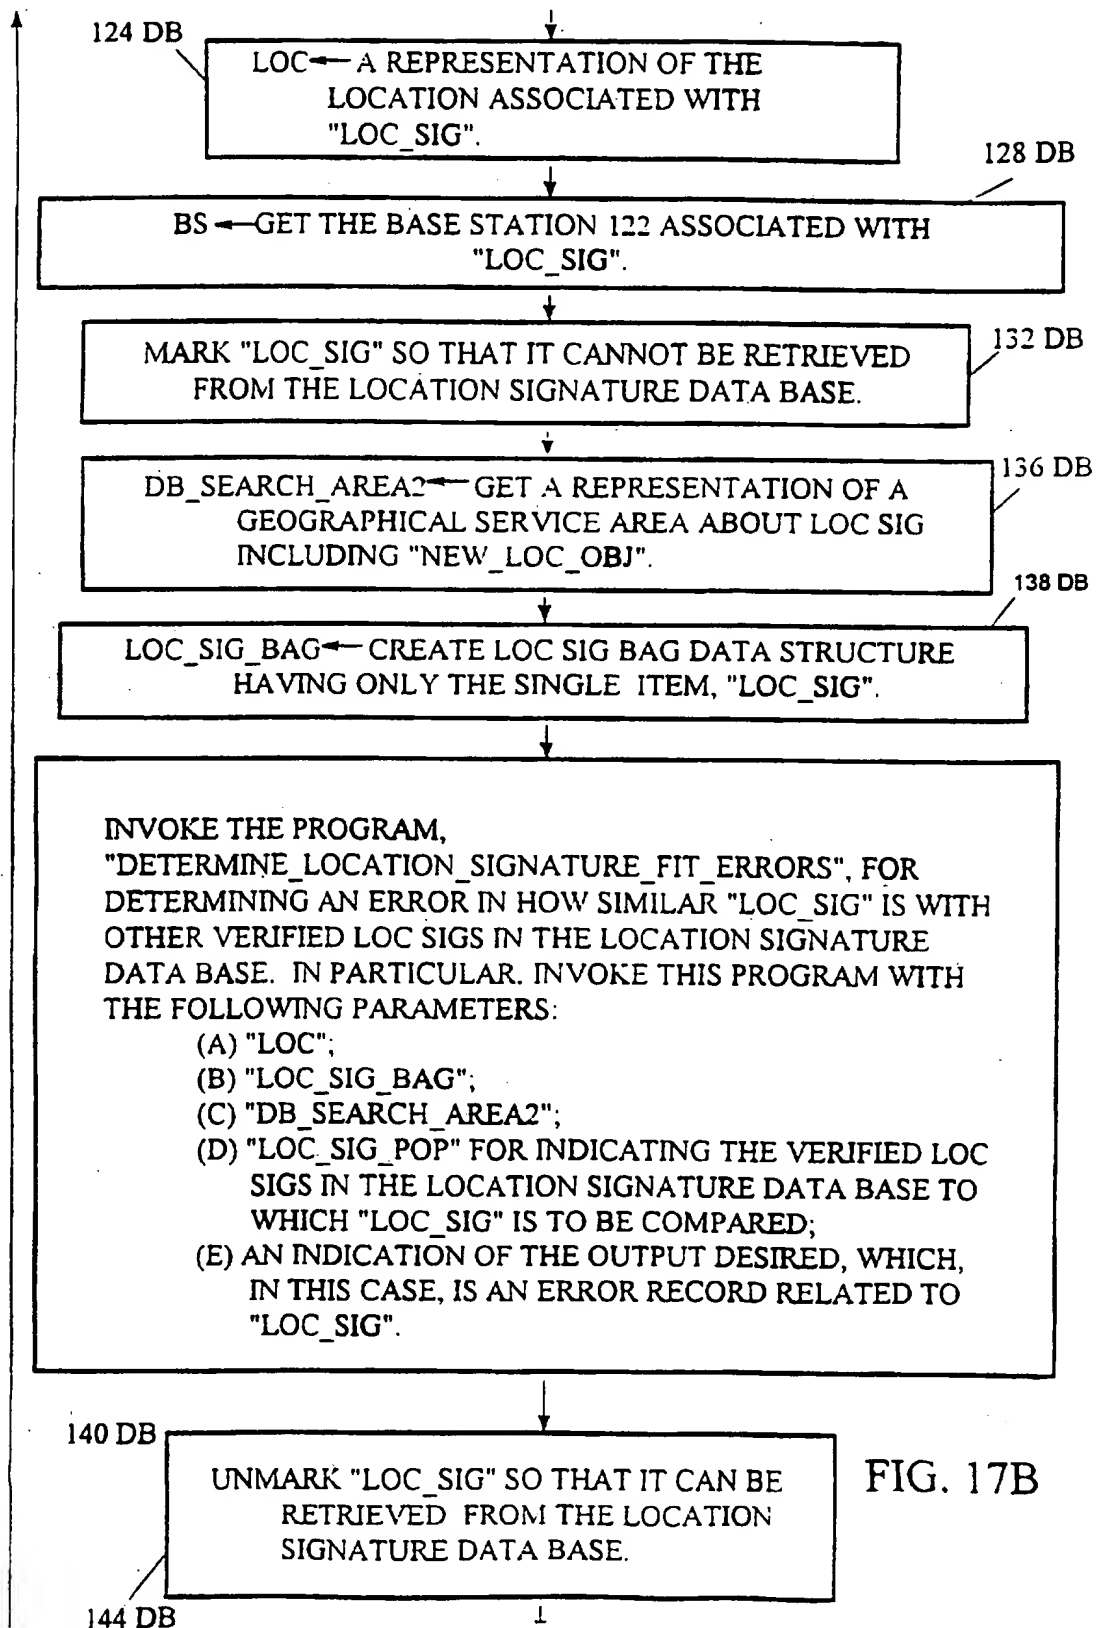 124 DB
LOC← A REPRESENTATION OF THE
LOCATION ASSOCIATED WITH
"LOC_SIG".
128 DB
BS ←GET THE BASE STATION 122 ASSOCIATED WITH
"LOC_SIG".
132 DB
MARK "LOC_SIG" SO THAT IT CANNOT BE RETRIEVED
FROM THE LOCATION SIGNATURE DATA BASE.
136 DB
DB_SEARCH_AREA2← GET A REPRESENTATION OF A
GEOGRAPHICAL SERVICE AREA ABOUT LOC SIG
INCLUDING "NEW_LOC_OBJ".
138 DB
LOC_SIG_BAG← CREATE LOC SIG BAG DATA STRUCTURE
HAVING ONLY THE SINGLE ITEM, "LOC_SIG".
INVOKE THE PROGRAM,
"DETERMINE_LOCATION_SIGNATURE_FIT_ERRORS", FOR
DETERMINING AN ERROR IN HOW SIMILAR "LOC_SIG" IS WITH
OTHER VERIFIED LOC SIGS IN THE LOCATION SIGNATURE
DATA BASE. IN PARTICULAR. INVOKE THIS PROGRAM WITH
THE FOLLOWING PARAMETERS:
(A) "LOC";
(B) "LOC_SIG_BAG";
(C) "DB_SEARCH_AREA2";
(D) "LOC_SIG_POP" FOR INDICATING THE VERIFIED LOC
SIGS IN THE LOCATION SIGNATURE DATA BASE TO
WHICH "LOC_SIG" IS TO BE COMPARED;
(E) AN INDICATION OF THE OUTPUT DESIRED, WHICH,
IN THIS CASE, IS AN ERROR RECORD RELATED TO
"LOC_SIG".
140 DB
UNMARK "LOC_SIG" SO THAT IT CAN BE
RETRIEVED FROM THE LOCATION
SIGNATURE DATA BASE.
FIG. 17B
144 DB